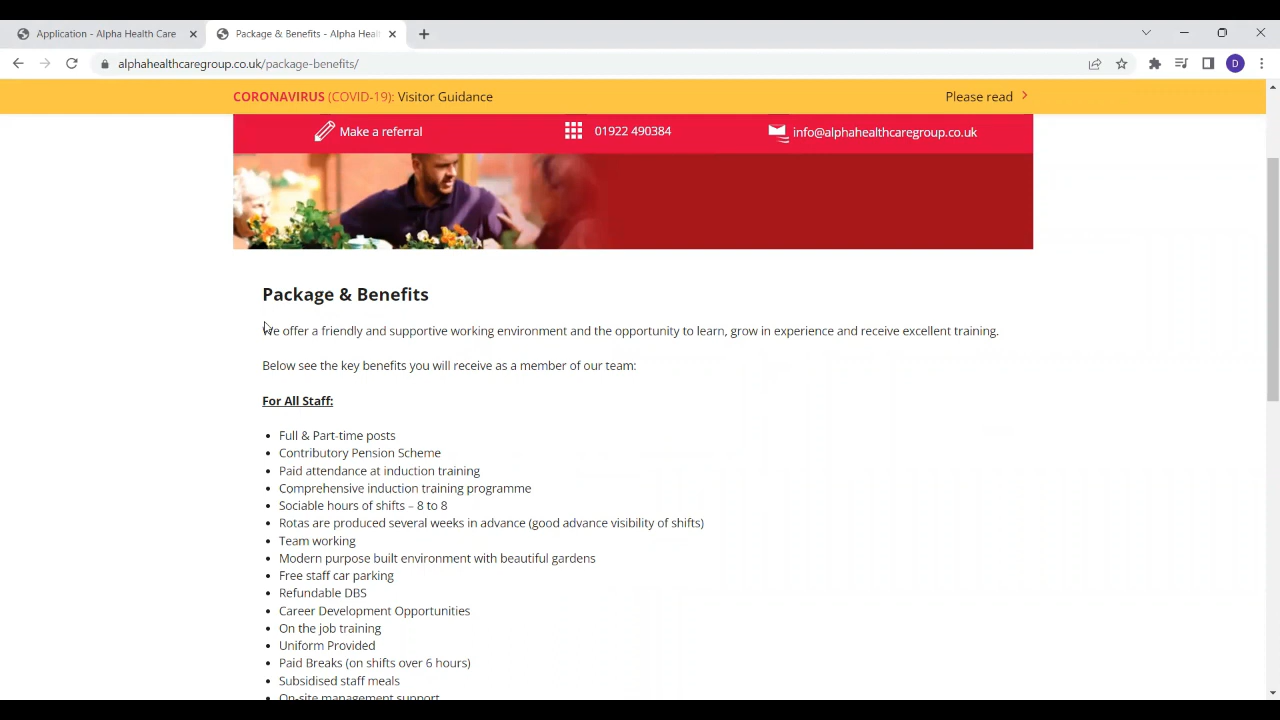 Application - Alpha Health Care
Package & Benefits - Alpha Heal
alphahealthcaregroup.co.uk/package-benefits/
D
CORONAVIRUS (COVID-19): Visitor Guidance
Please read
Make a referral
01922 490384
info@alphahealthcaregroup.co.uk
Package & Benefits
We offer a friendly and supportive working environment and the opportunity to learn, grow in experience and receive excellent training.
Below see the key benefits you will receive as a member of our team:
For All Staff:
Full & Part-time posts
Contributory Pension Scheme
Paid attendance at induction training
Comprehensive induction training programme
Sociable hours of shifts – 8 to 8
Rotas are produced several weeks in advance (good advance visibility of shifts)
Team working
Modern purpose built environment with beautiful gardens
Free staff car parking
Refundable DBS
Career Development Opportunities
On the job training
Uniform Provided
Paid Breaks (on shifts over 6 hours)
Subsidised staff meals
On-site management support